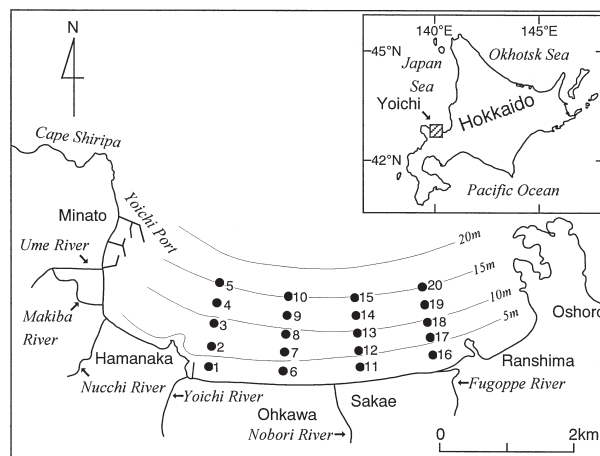 N
140°E
145°E
45°N
Japan
Sea
Okhotsk Sea
Yoichi
Hokkaido
42°N
Pacific Ocean
Cape Shiripa
Minato
Yoichi Port
Ume River
Makiba
River
Hamanaka
Nucchi River
Yoichi River
Ohkawa
Nobori River
Sakae
Fugoppe River
Ranshima
Oshoro
20m
15m
10m
5m
5
10
15
20
4
9
14
19
3
8
13
18
2
7
12
17
1
6
11
16
0
2km